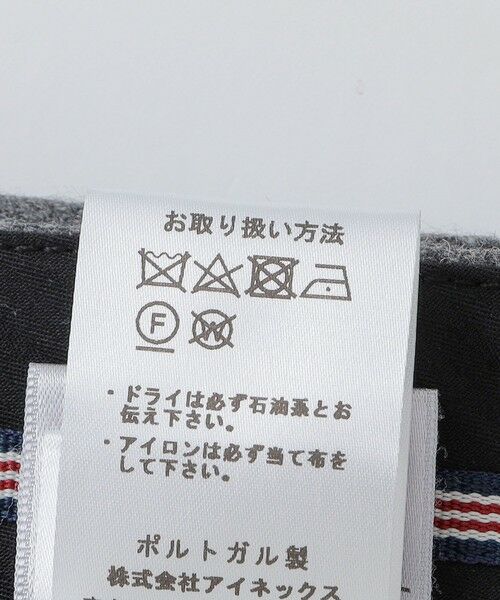 お取り扱い方法
F W
・ドライは必ず石油系とお
伝え下さい。
・アイロンは必ず当て布を
して下さい。
ポルトガル製
株式会社アイネックス